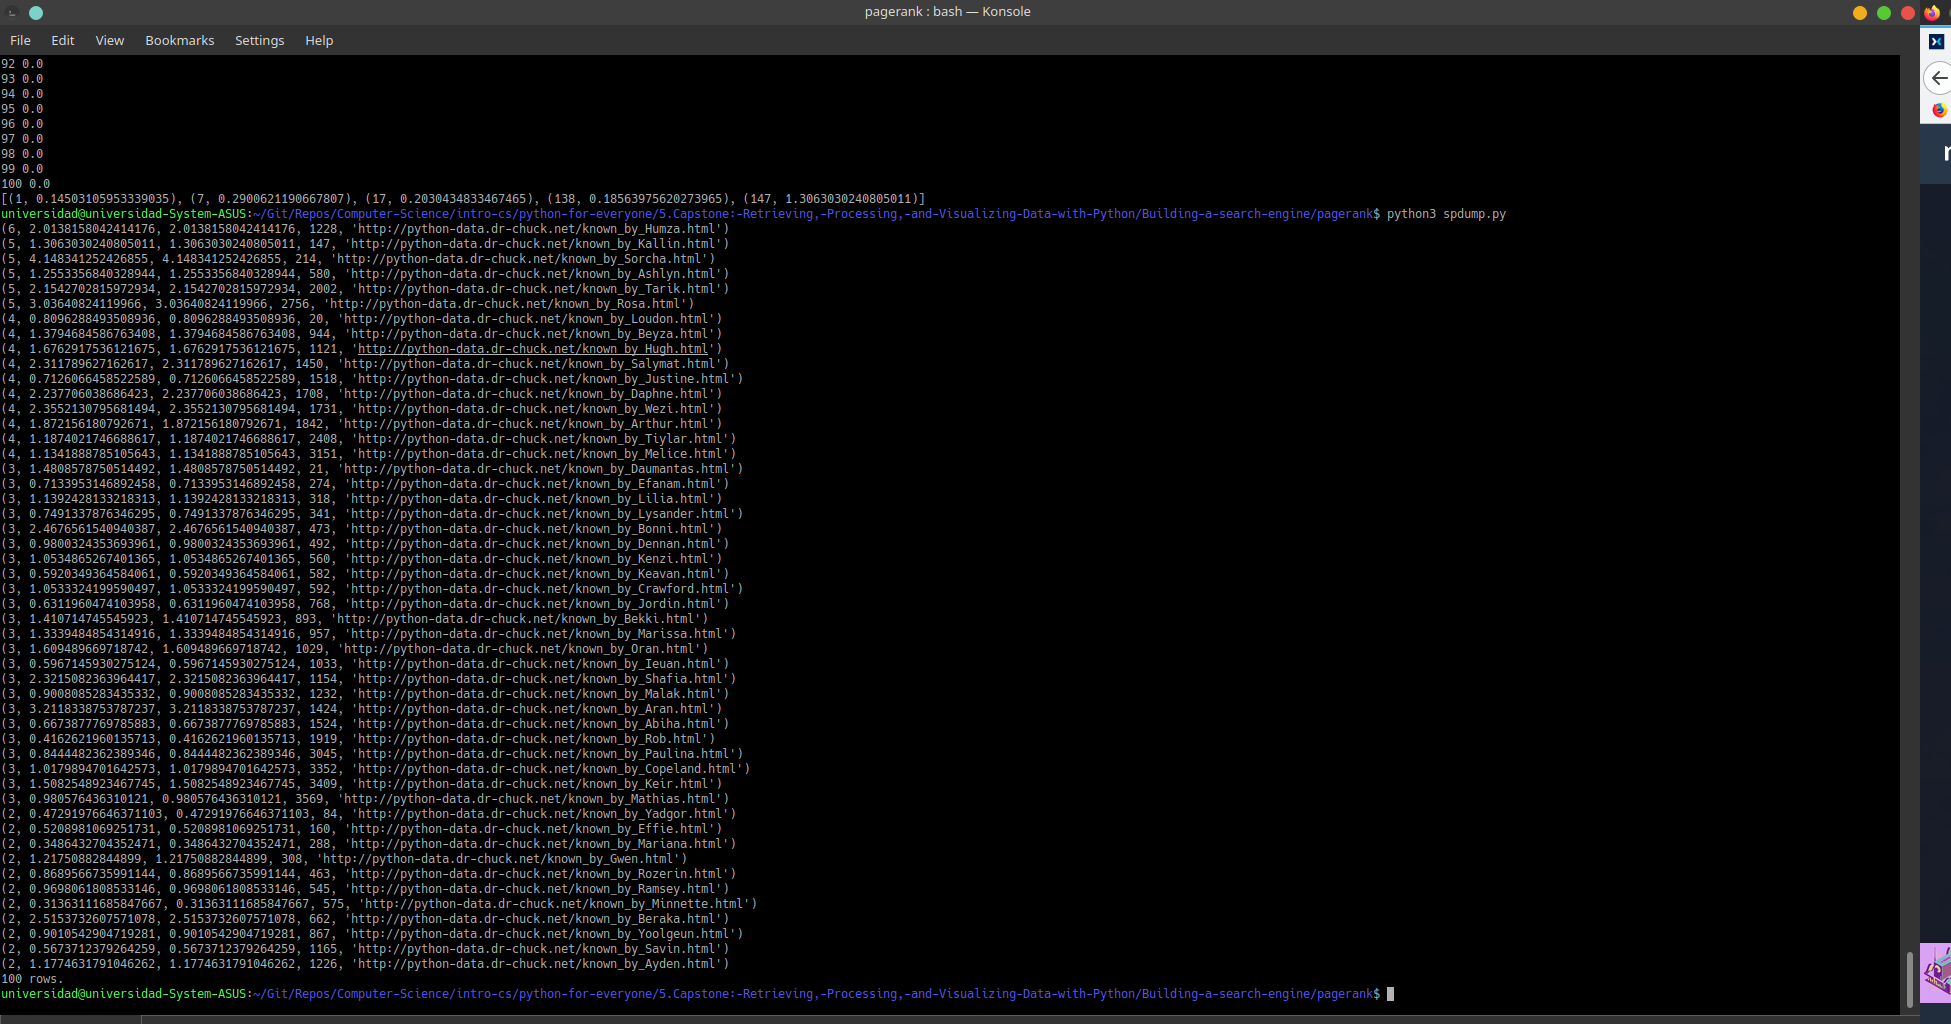 pagerank : bash — Konsole
File Edit View Bookmarks Settings Help
92 0.0
93 0.0
94 0.0
95 0.0
96 0.0
97 0.0
98 0.0
99 0.0
100 0.0
[(1, 0.14503105953339035), (7, 0.2900621190667807), (17, 0.2030434833467465), (138, 0.18563975620273965), (147, 1.3063030240805011)]
universidad@universidad-System-ASUS:~/Git/Repos/Computer-Science/intro-cs/python-for-everyone/5.Capstone:-Retrieving,-Processing,-and-Visualizing-Data-with-Python/Building-a-search-engine/pagerank$ python3 spdump.py
(6, 2.0138158042414176, 2.0138158042414176, 1228, 'http://python-data.dr-chuck.net/known_by_Humza.html')
(5, 1.3063030240805011, 1.3063030240805011, 147, 'http://python-data.dr-chuck.net/known_by_Kallin.html')
(5, 4.148341252426855, 4.148341252426855, 214, 'http://python-data.dr-chuck.net/known_by_Sorcha.html')
(5, 1.2553356840328944, 1.2553356840328944, 580, 'http://python-data.dr-chuck.net/known_by_Ashlyn.html')
(5, 2.1542702815972934, 2.1542702815972934, 2002, 'http://python-data.dr-chuck.net/known_by_Tarik.html')
(5, 3.03640824119966, 3.03640824119966, 2756, 'http://python-data.dr-chuck.net/known_by_Rosa.html')
(4, 0.8096288493508936, 0.8096288493508936, 20, 'http://python-data.dr-chuck.net/known_by_Loudon.html')
(4, 1.3794684586763408, 1.3794684586763408, 944, 'http://python-data.dr-chuck.net/known_by_Beyza.html')
(4, 1.6762917536121675, 1.6762917536121675, 1121, 'http://python-data.dr-chuck.net/known_by_Hugh.html')
(4, 2.311789627162617, 2.311789627162617, 1450, 'http://python-data.dr-chuck.net/known_by_Salymat.html')
(4, 0.7126066458522589, 0.7126066458522589, 1518, 'http://python-data.dr-chuck.net/known_by_Justine.html')
(4, 2.237706038686423, 2.237706038686423, 1708, 'http://python-data.dr-chuck.net/known_by_Daphne.html')
(4, 2.3552130795681494, 2.3552130795681494, 1731, 'http://python-data.dr-chuck.net/known_by_Wezi.html')
(4, 1.872156180792671, 1.872156180792671, 1842, 'http://python-data.dr-chuck.net/known_by_Arthur.html')
(4, 1.1874021746688617, 1.1874021746688617, 2408, 'http://python-data.dr-chuck.net/known_by_Tiylar.html')
(4, 1.1341888785105643, 1.1341888785105643, 3151, 'http://python-data.dr-chuck.net/known_by_Melice.html')
(3, 1.4808578750514492, 1.4808578750514492, 21, 'http://python-data.dr-chuck.net/known_by_Daumantas.html')
(3, 0.7133953146892458, 0.7133953146892458, 274, 'http://python-data.dr-chuck.net/known_by_Efanam.html')
(3, 1.1392428133218313, 1.1392428133218313, 318, 'http://python-data.dr-chuck.net/known_by_Lilia.html')
(3, 0.7491337876346295, 0.7491337876346295, 341, 'http://python-data.dr-chuck.net/known_by_Lysander.html')
(3, 2.4676561540940387, 2.4676561540940387, 473, 'http://python-data.dr-chuck.net/known_by_Bonni.html')
(3, 0.9800324353693961, 0.9800324353693961, 492, 'http://python-data.dr-chuck.net/known_by_Dennan.html')
(3, 1.0534865267401365, 1.0534865267401365, 560, 'http://python-data.dr-chuck.net/known_by_Kenzi.html')
(3, 0.5920349364584061, 0.5920349364584061, 582, 'http://python-data.dr-chuck.net/known_by_Keavan.html')
(3, 1.0533324199590497, 1.0533324199590497, 592, 'http://python-data.dr-chuck.net/known_by_Crawford.html')
(3, 0.6311960474103958, 0.6311960474103958, 768, 'http://python-data.dr-chuck.net/known_by_Jordin.html')
(3, 1.410714745545923, 1.410714745545923, 893, 'http://python-data.dr-chuck.net/known_by_Bekki.html')
(3, 1.3339484854314916, 1.3339484854314916, 957, 'http://python-data.dr-chuck.net/known_by_Marissa.html')
(3, 1.609489669718742, 1.609489669718742, 1029, 'http://python-data.dr-chuck.net/known_by_Oran.html')
(3, 0.5967145930275124, 0.5967145930275124, 1033, 'http://python-data.dr-chuck.net/known_by_Ieuan.html')
(3, 2.3215082363964417, 2.3215082363964417, 1154, 'http://python-data.dr-chuck.net/known_by_Shafia.html')
(3, 0.9008085283435332, 0.9008085283435332, 1232, 'http://python-data.dr-chuck.net/known_by_Malak.html')
(3, 3.2118338753787237, 3.2118338753787237, 1424, 'http://python-data.dr-chuck.net/known_by_Aran.html')
(3, 0.6673877769785883, 0.6673877769785883, 1524, 'http://python-data.dr-chuck.net/known_by_Abiha.html')
(3, 0.4162621960135713, 0.4162621960135713, 1919, 'http://python-data.dr-chuck.net/known_by_Rob.html')
(3, 0.8444482362389346, 0.8444482362389346, 3045, 'http://python-data.dr-chuck.net/known_by_Paulina.html')
(3, 1.0179894701642573, 1.0179894701642573, 3352, 'http://python-data.dr-chuck.net/known_by_Copeland.html')
(3, 1.5082548923467745, 1.5082548923467745, 3409, 'http://python-data.dr-chuck.net/known_by_Keir.html')
(3, 0.980576436310121, 0.980576436310121, 3569, 'http://python-data.dr-chuck.net/known_by_Mathias.html')
(2, 0.47291976646371103, 0.47291976646371103, 84, 'http://python-data.dr-chuck.net/known_by_Yadgor.html')
(2, 0.5208981069251731, 0.5208981069251731, 160, 'http://python-data.dr-chuck.net/known_by_Effie.html')
(2, 0.3486432704352471, 0.3486432704352471, 288, 'http://python-data.dr-chuck.net/known_by_Mariana.html')
(2, 1.21750882844899, 1.21750882844899, 308, 'http://python-data.dr-chuck.net/known_by_Gwen.html')
(2, 0.8689566735991144, 0.8689566735991144, 463, 'http://python-data.dr-chuck.net/known_by_Rozerin.html')
(2, 0.9698061808533146, 0.9698061808533146, 545, 'http://python-data.dr-chuck.net/known_by_Ramsey.html')
(2, 0.31363111685847667, 0.31363111685847667, 575, 'http://python-data.dr-chuck.net/known_by_Minnette.html')
(2, 2.5153732607571078, 2.5153732607571078, 662, 'http://python-data.dr-chuck.net/known_by_Beraka.html')
(2, 0.9010542904719281, 0.9010542904719281, 867, 'http://python-data.dr-chuck.net/known_by_Yoolgeun.html')
(2, 0.5673712379264259, 0.5673712379264259, 1165, 'http://python-data.dr-chuck.net/known_by_Savin.html')
(2, 1.1774631791046262, 1.1774631791046262, 1226, 'http://python-data.dr-chuck.net/known_by_Ayden.html')
100 rows.
universidad@universidad-System-ASUS:~/Git/Repos/Computer-Science/intro-cs/python-for-everyone/5.Capstone:-Retrieving,-Processing,-and-Visualizing-Data-with-Python/Building-a-search-engine/pagerank$